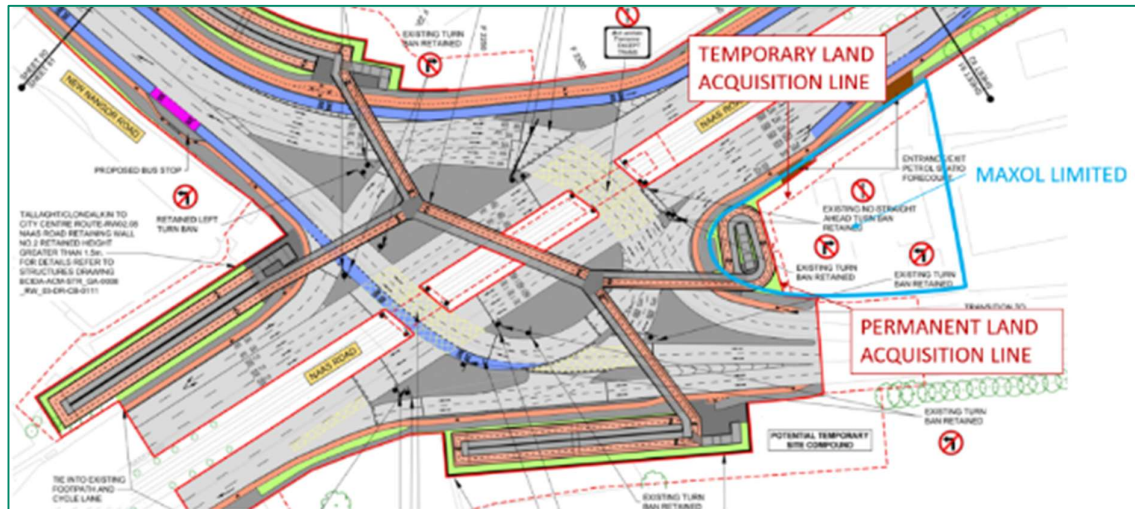 EXISTING TURN
BAN RETAINED
TEMPORARY LAND
ACQUISITION LINE
NEW NANGOR ROAD
NAAS ROAD
PROPOSED BUS STOP
ENTRANCE/EXIT
PETROL STATION
FORECOURT
MAXOL LIMITED
RETAINED LEFT
TURN BAN
EXISTING NO STRAIGHT
AHEAD TURN BAN
RETAINED
TALLAGHT/CLONDALKIN TO
CITY CENTRE ROUTE-RW02.05
NAAS ROAD RETAINING WALL
NO.2 RETAINED HEIGHT
GREATER THAN 1.5m.
FOR DETAILS REFER TO
STRUCTURES DRAWING
EXISTING TURN
BAN RETAINED
EXISTING TURN
BAN RETAINED
TRANSITION TO
PERMANENT LAND
ACQUISITION LINE
NAAS ROAD
EXISTING TURN
BAN RETAINED
POTENTIAL TEMPORARY
SITE COMPOUND
TIE INTO EXISTING
FOOTPATH AND
CYCLE LANE
EXISTING TURN
BAN RETAINED